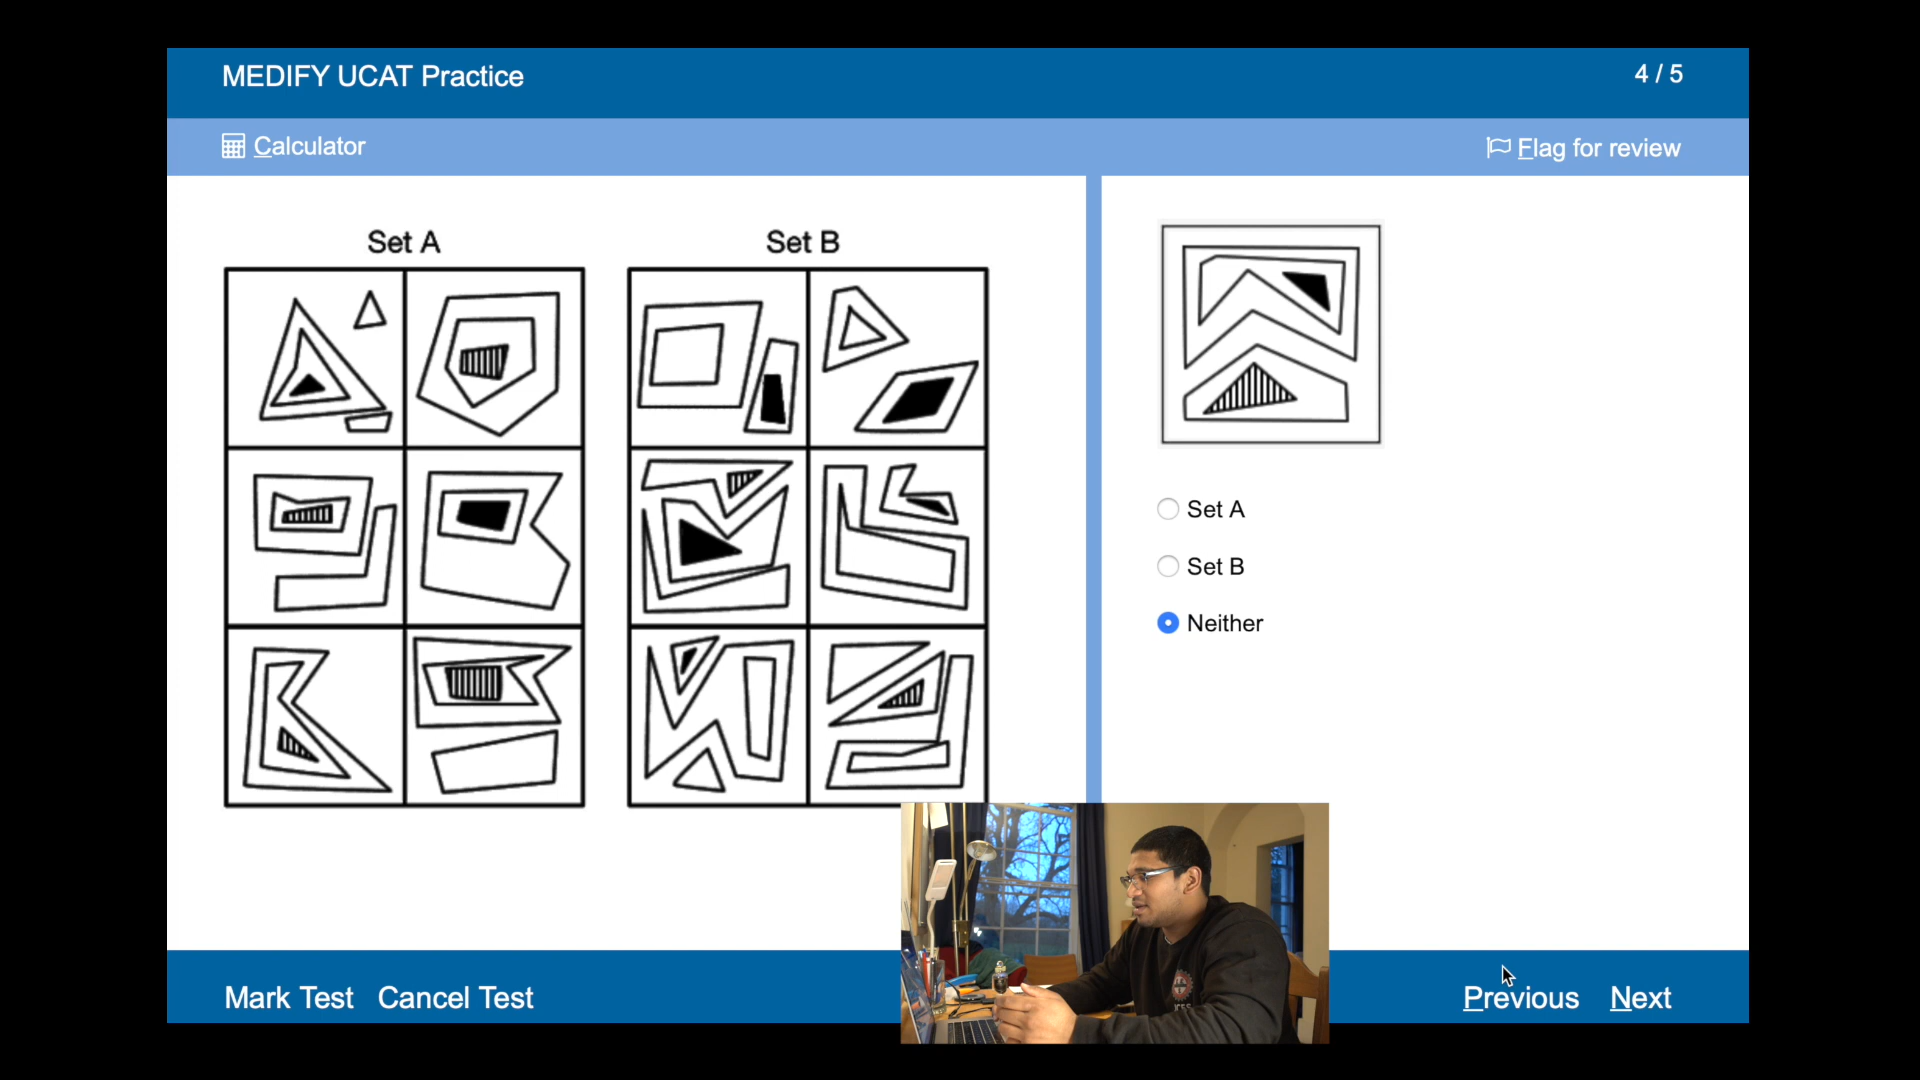 MEDIFY UCAT Practice
4 / 5
Calculator
Flag for review
Set A
Set B
Set A
Set B
Neither
Mark Test
Cancel Test
Previous
Next